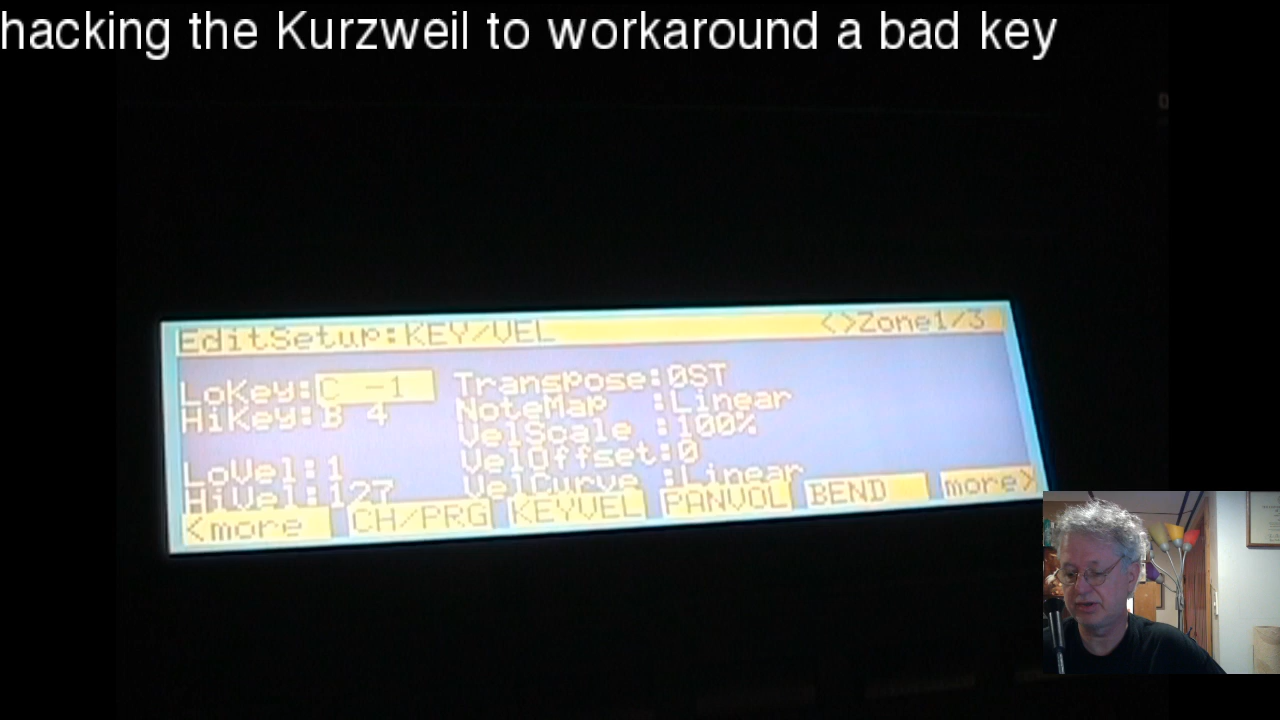 hacking the Kurzweil to workaround a bad key
EditSetup:KEY/VEL <>Zone1/3
LoKey:C -1 Transpose:0ST
HiKey:B 4 NoteMap :Linear
VelScale :100%
LoVel:1 VelOffset:0
HiVel:127 VelCurve :Linear
<more CH/PRG KEYVEL PANVOL BEND more>